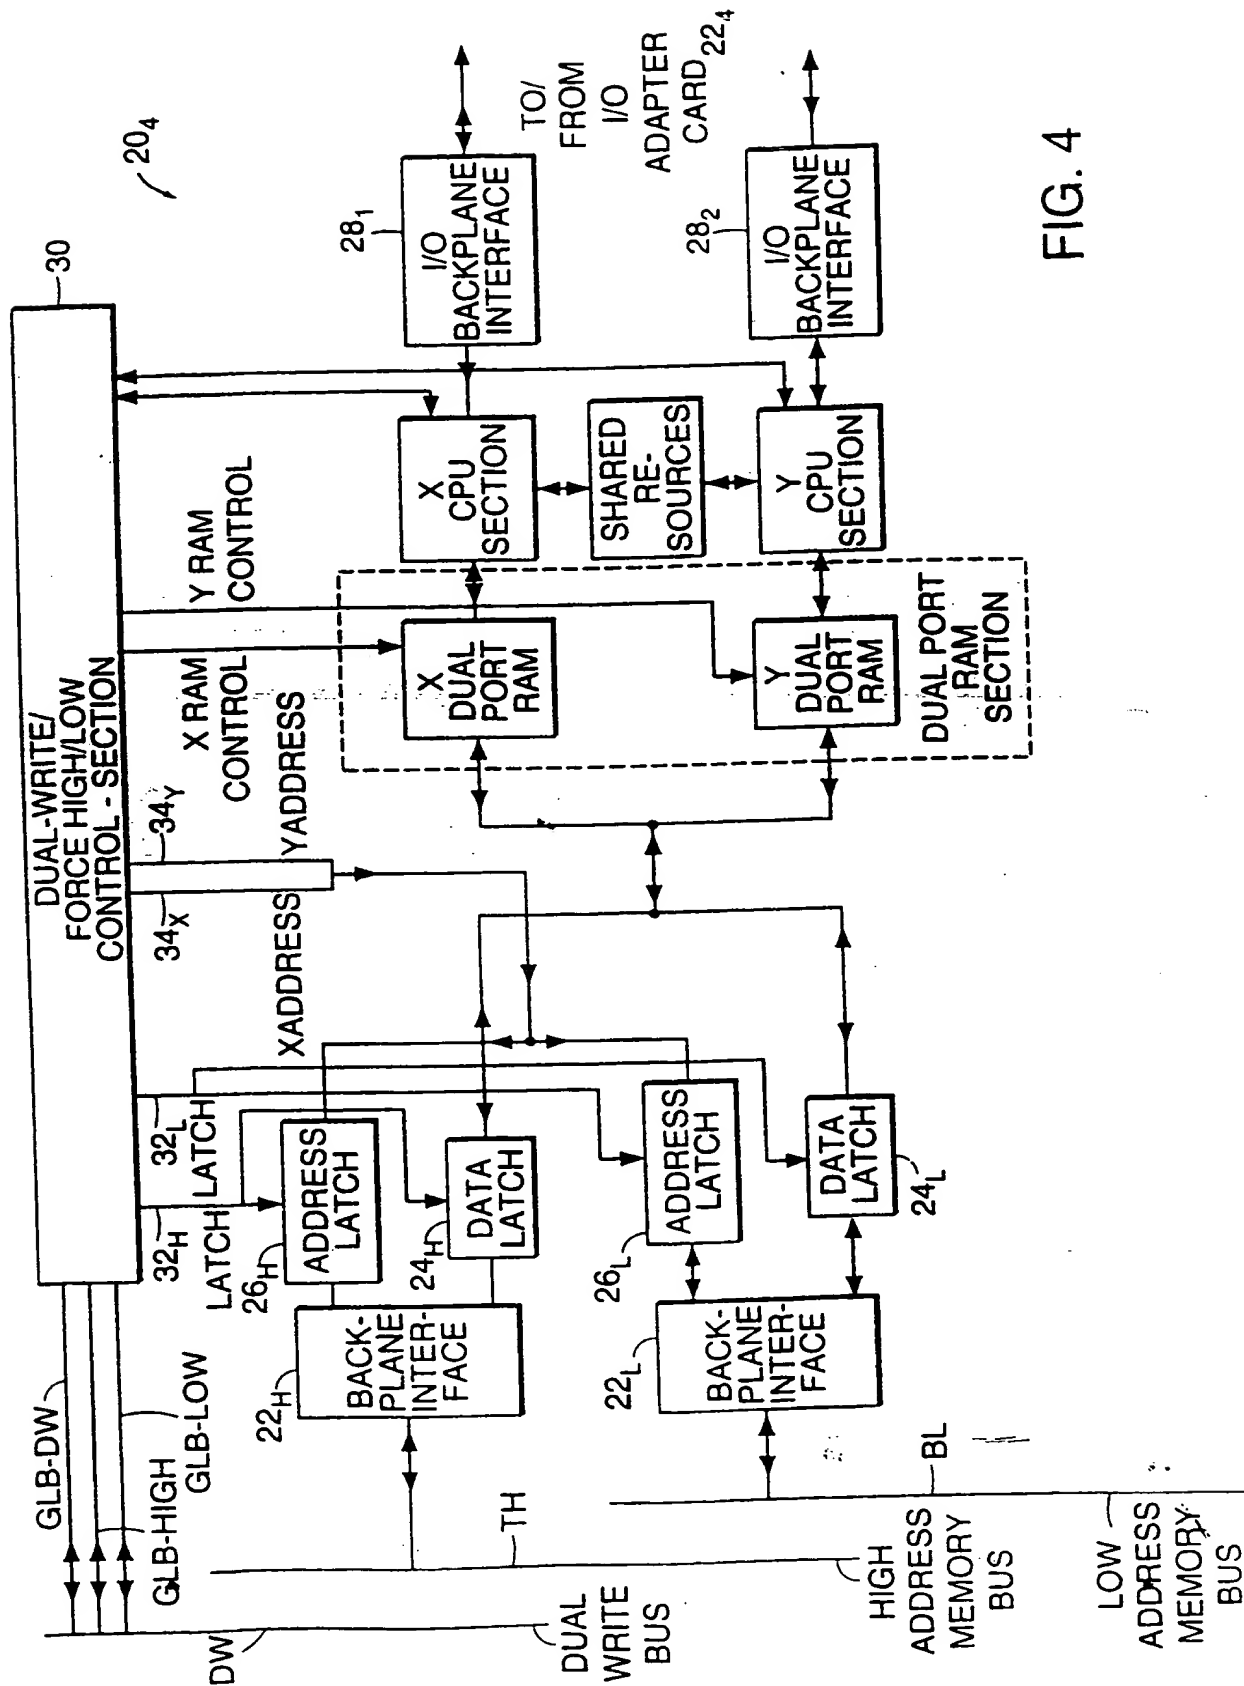 20₄
30
DUAL-WRITE/
FORCE HIGH/LOW
CONTROL - SECTION
GLB-DW
GLB-HIGH
GLB-LOW
32H
LATCH
32L
LATCH
34X
34Y
XADDRESS
YADDRESS
X RAM
CONTROL
Y RAM
CONTROL
26H
ADDRESS
LATCH
24H
DATA
LATCH
22H
BACK-
PLANE
INTER-
FACE
26L
ADDRESS
LATCH
24L
DATA
LATCH
22L
BACK-
PLANE
INTER-
FACE
X
DUAL
PORT
RAM
Y
DUAL
PORT
RAM
DUAL PORT
RAM
SECTION
X
CPU
SECTION
SHARED
RE-
SOURCES
Y
CPU
SECTION
28₁
I/O
BACKPLANE
INTERFACE
28₂
I/O
BACKPLANE
INTERFACE
TO/
FROM
I/O
ADAPTER
CARD 22₄
DW
DUAL
WRITE
BUS
TH
HIGH
ADDRESS
MEMORY
BUS
BL
LOW
ADDRESS
MEMORY
BUS
FIG. 4